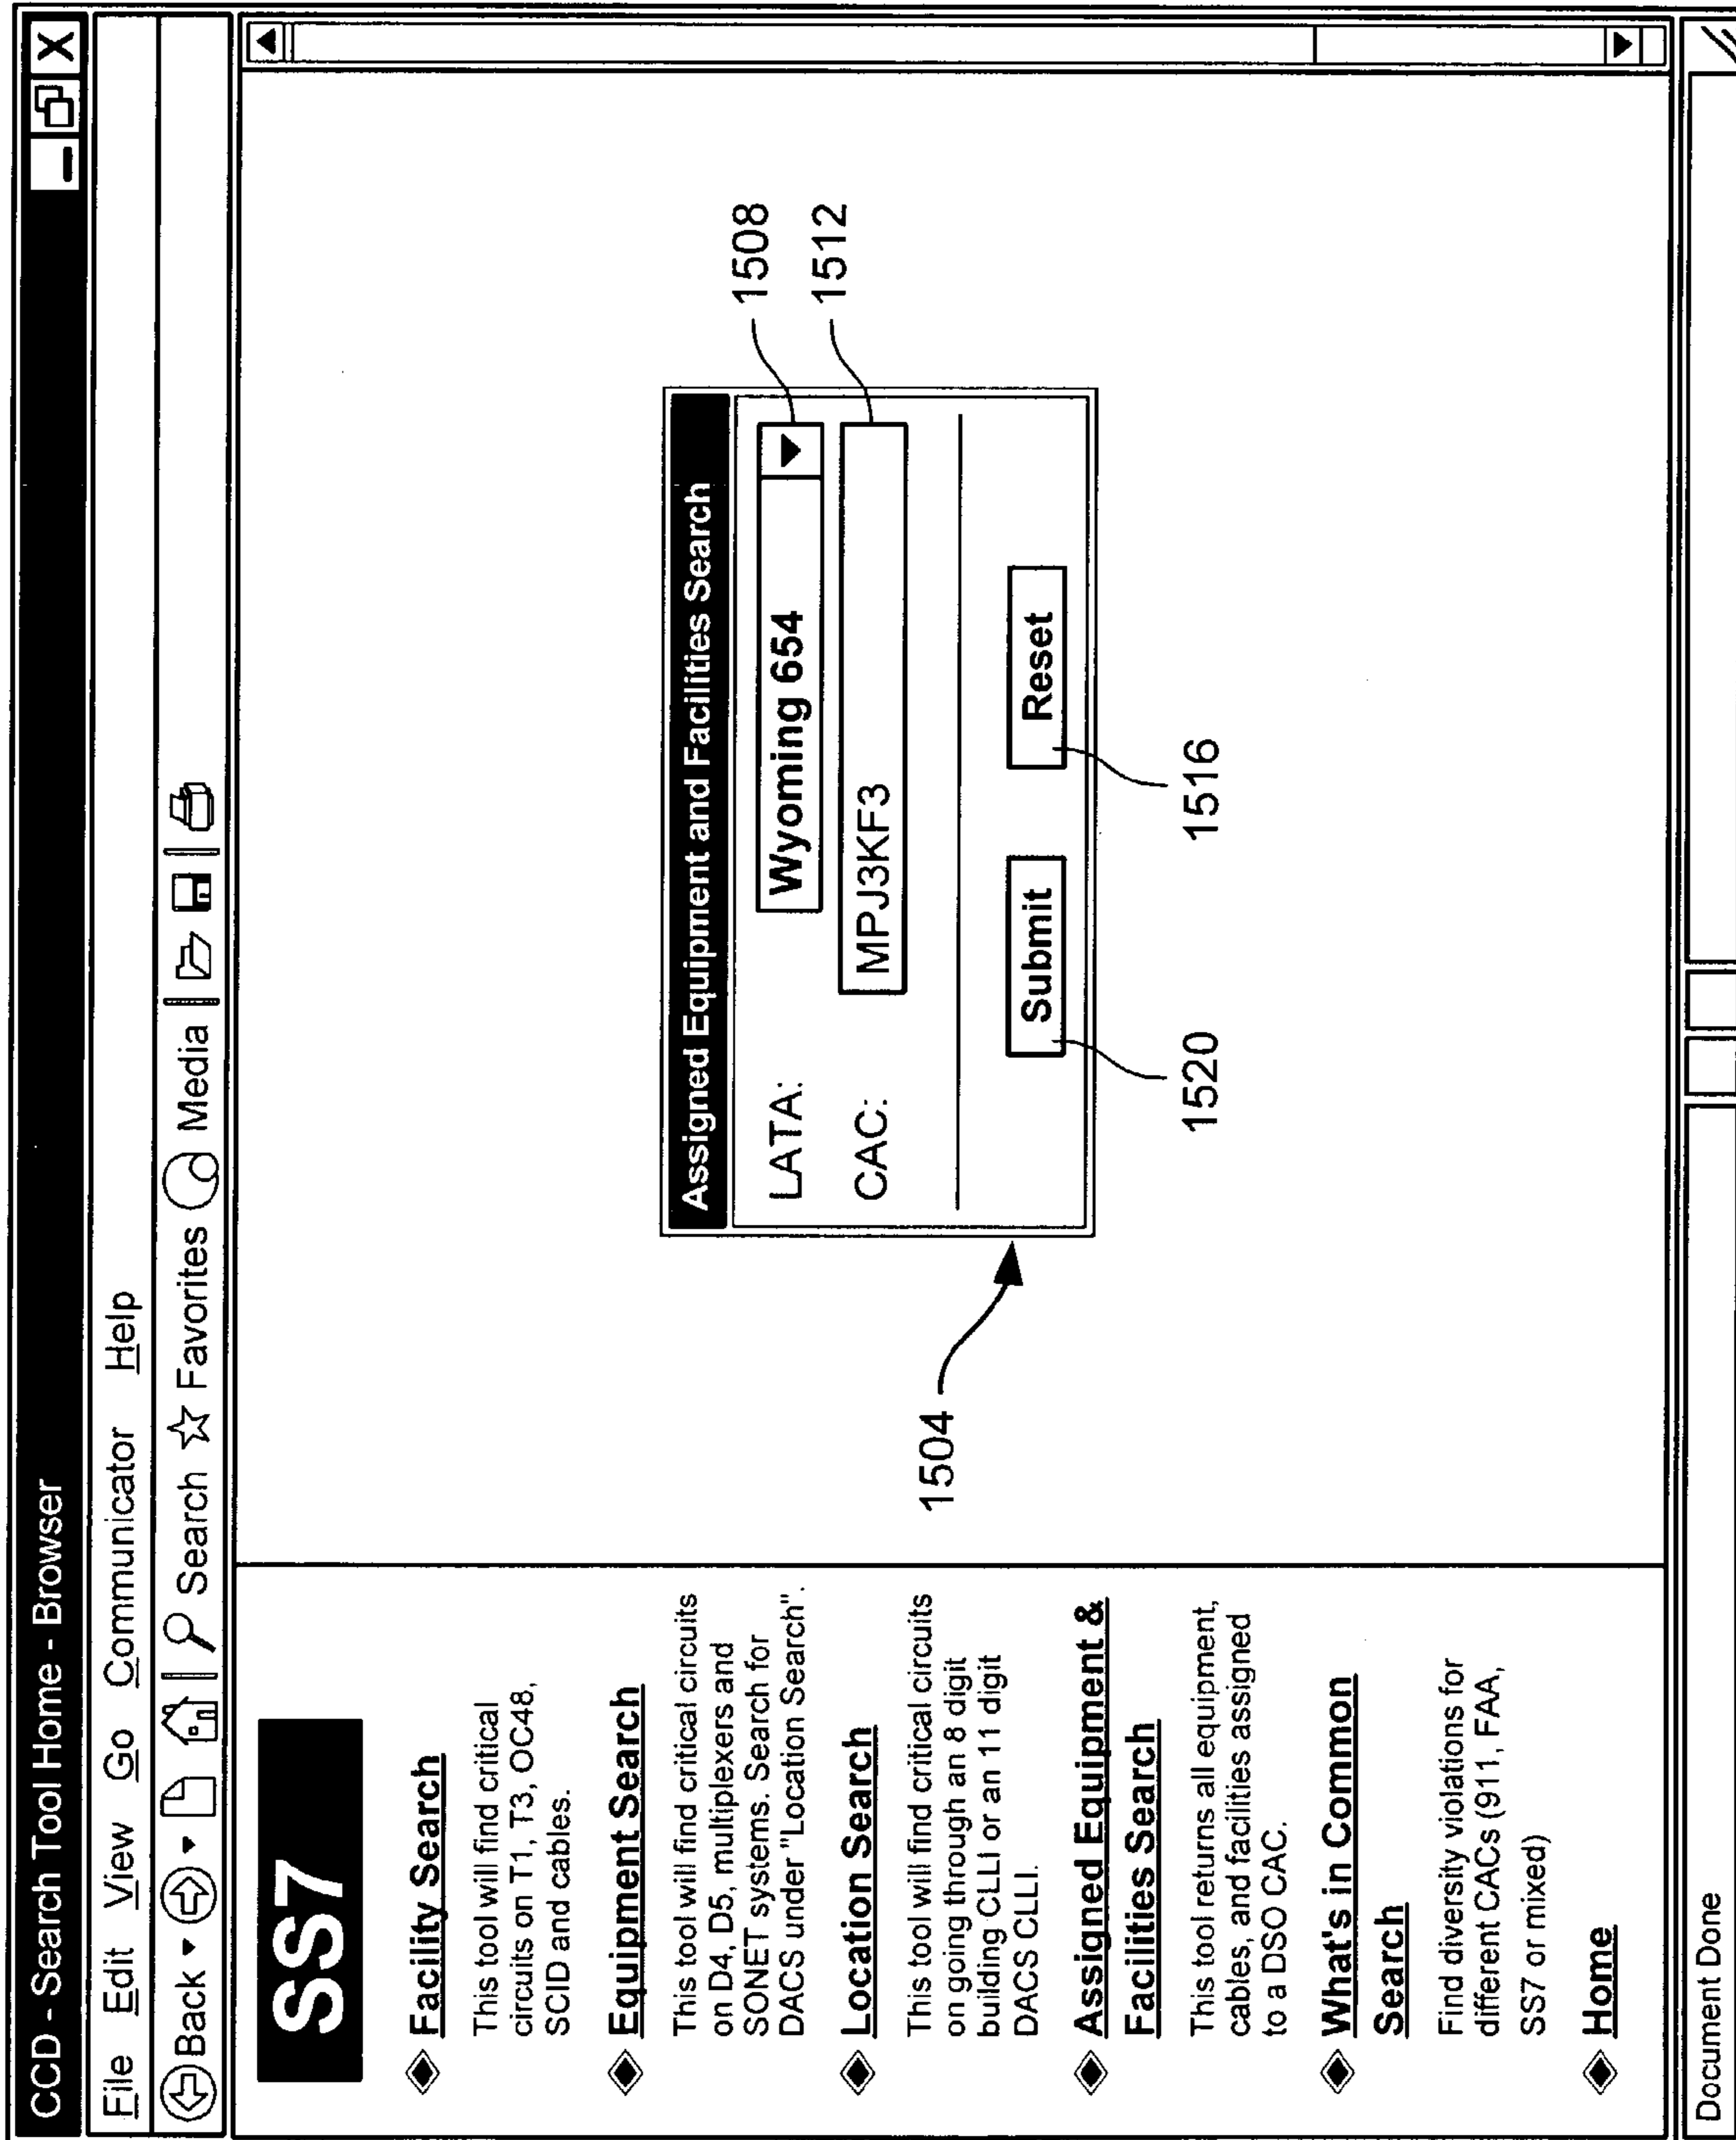 CCD - Search Tool Home - Browser
X
File Edit View Go Communicator Help
Back Search Favorites Media
SS7
Facility Search
This tool will find critical
circuits on T1, T3, OC48,
SCID and cables.
Equipment Search
This tool will find critical circuits
on D4, D5, multiplexers and
SONET systems. Search for
DACS under "Location Search".
Location Search
This tool will find critical circuits
on going through an 8 digit
building CLLI or an 11 digit
DACS CLLI.
Assigned Equipment &
Facilities Search
This tool returns all equipment,
cables, and facilities assigned
to a DSO CAC.
What's in Common
Search
Find diversity violations for
different CACs (911, FAA,
SS7 or mixed)
Home
Assigned Equipment and Facilities Search
LATA: Wyoming 654
CAC: MPJ3KF3
Submit Reset
1504
1508
1512
1520 1516
Document Done